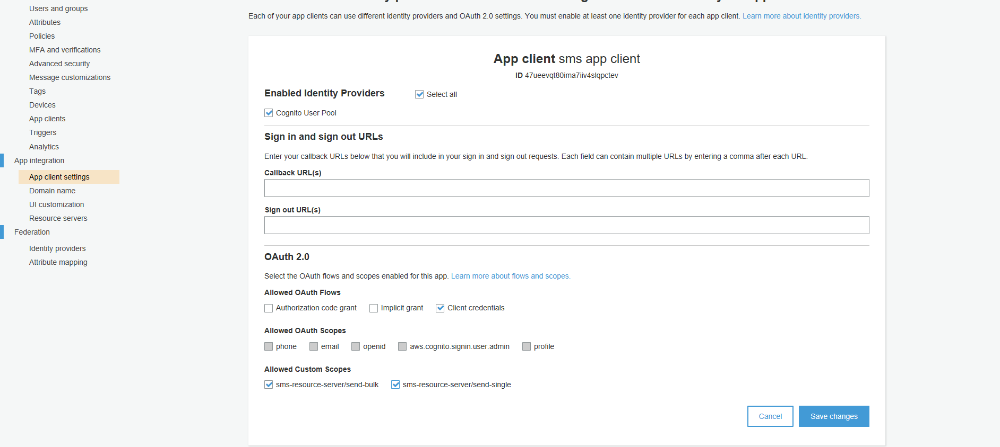 Users and groups
Attributes
Policies
MFA and verifications
Advanced security
Message customizations
Tags
Devices
App clients
Triggers
Analytics
App integration
App client settings
Domain name
UI customization
Resource servers
Federation
Identity providers
Attribute mapping
Each of your app clients can use different identity providers and OAuth 2.0 settings. You must enable at least one identity provider for each app client. Learn more about identity providers.
App client sms app client
ID 47ueevqt80ima7iiv4slqpctev
Enabled Identity Providers Select all
Cognito User Pool
Sign in and sign out URLs
Enter your callback URLs below that you will include in your sign in and sign out requests. Each field can contain multiple URLs by entering a comma after each URL.
Callback URL(s)
Sign out URL(s)
OAuth 2.0
Select the OAuth flows and scopes enabled for this app. Learn more about flows and scopes.
Allowed OAuth Flows
Authorization code grant Implicit grant Client credentials
Allowed OAuth Scopes
phone email openid aws.cognito.signin.user.admin profile
Allowed Custom Scopes
sms-resource-server/send-bulk sms-resource-server/send-single
Cancel Save changes